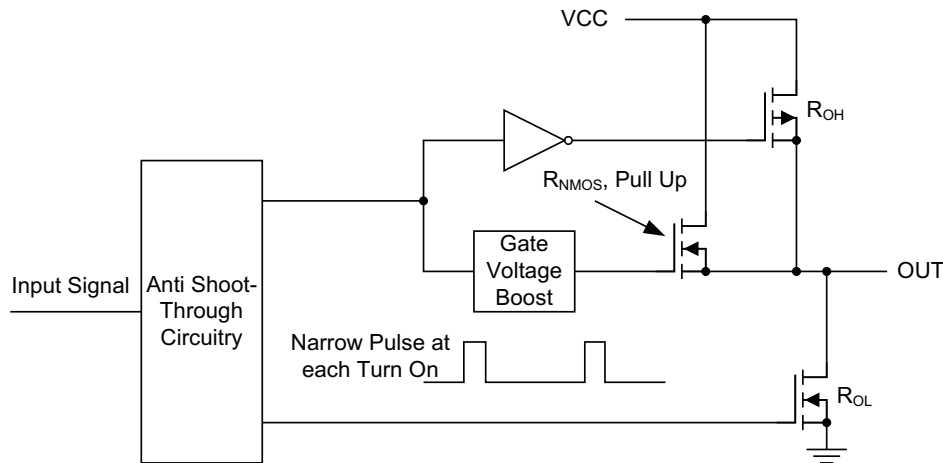 VCC
R_OH
R_NMOS, Pull Up
Gate
Voltage
Boost
OUT
Input Signal
Anti Shoot-
Through
Circuitry
Narrow Pulse at
each Turn On
R_OL